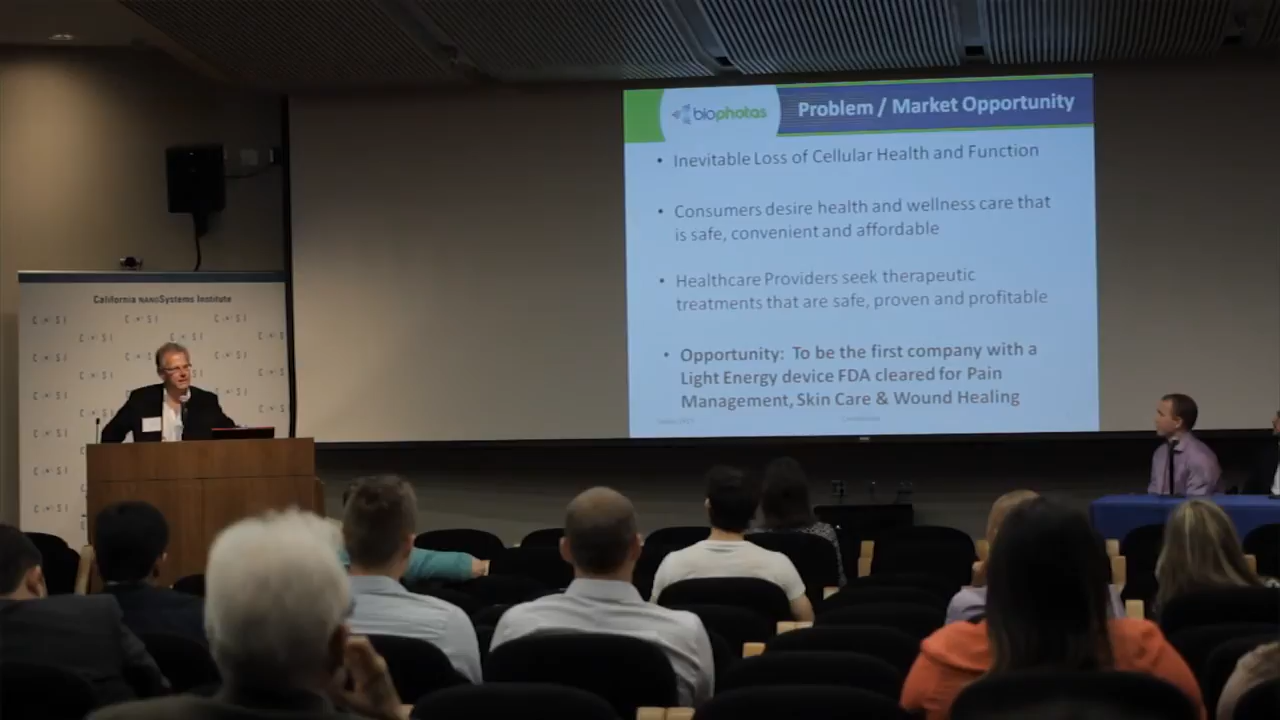 biophotas
Problem / Market Opportunity
• Inevitable Loss of Cellular Health and Function
• Consumers desire health and wellness care that
is safe, convenient and affordable
• Healthcare Providers seek therapeutic
treatments that are safe, proven and profitable
• Opportunity: To be the first company with a
Light Energy device FDA cleared for Pain
Management, Skin Care & Wound Healing
California NANOSystems Institute